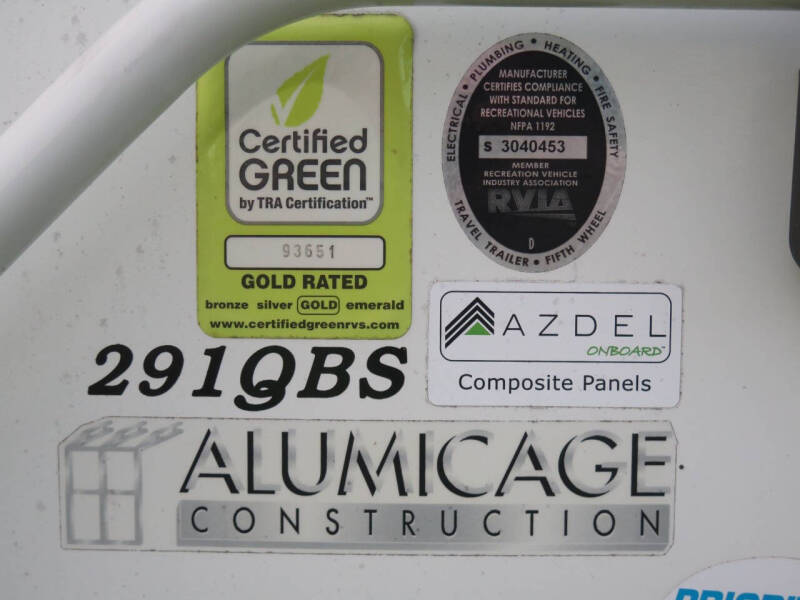 Certified
GREEN
by TRA Certification™
93651
GOLD RATED
bronze silver GOLD emerald
www.certifiedgreenrvs.com
ELECTRICAL • PLUMBING • HEATING • FIRE SAFETY
MANUFACTURER
CERTIFIES COMPLIANCE
WITH STANDARD FOR
RECREATIONAL VEHICLES
NFPA 1192
S 3040453
MEMBER
RECREATION VEHICLE
INDUSTRY ASSOCIATION
RVIA
D
TRAVEL TRAILER • FIFTH WHEEL
AZDEL
ONBOARD™
Composite Panels
291QBS
ALUMICAGE
CONSTRUCTION